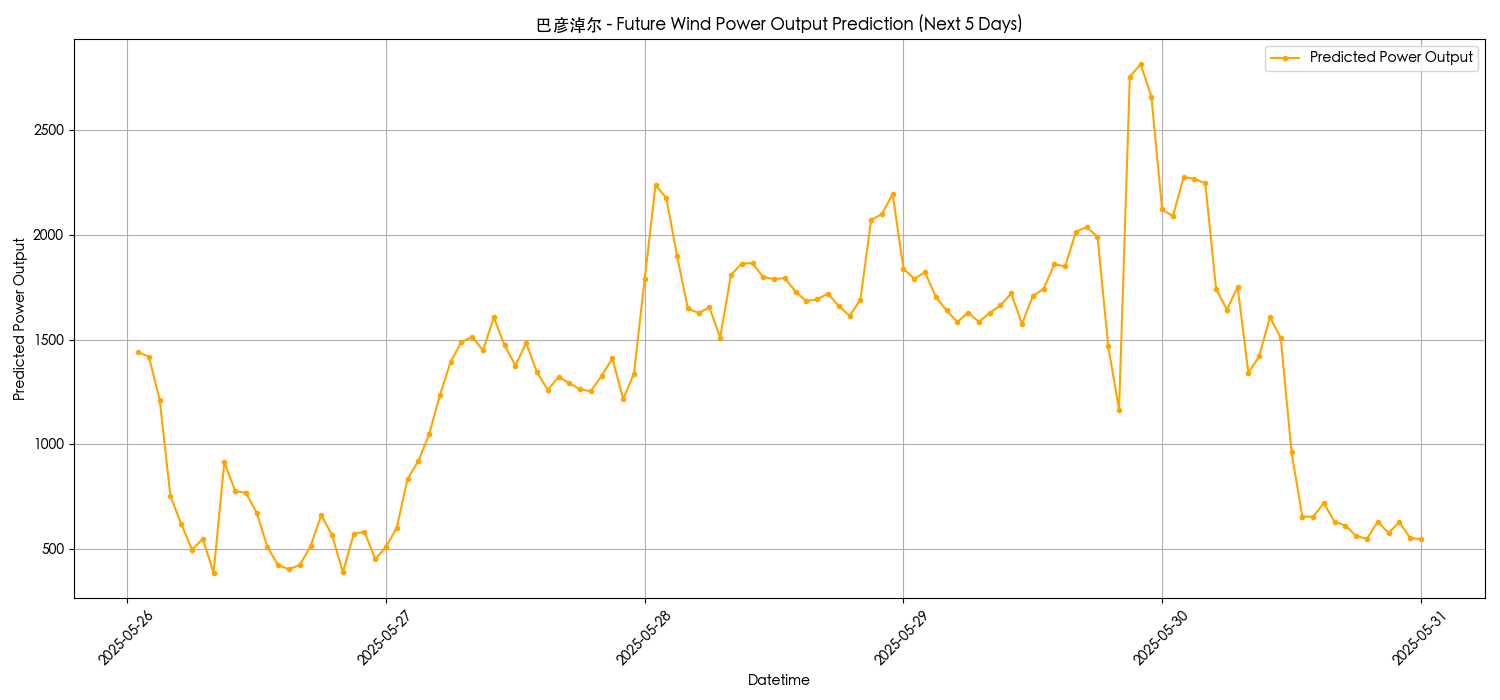 巴彦淖尔 - Future Wind Power Output Prediction (Next 5 Days)
Predicted Power Output
2500
2000
1500
1000
500
Predicted Power Output
2025-05-26
2025-05-27
2025-05-28
2025-05-29
2025-05-30
2025-05-31
Datetime